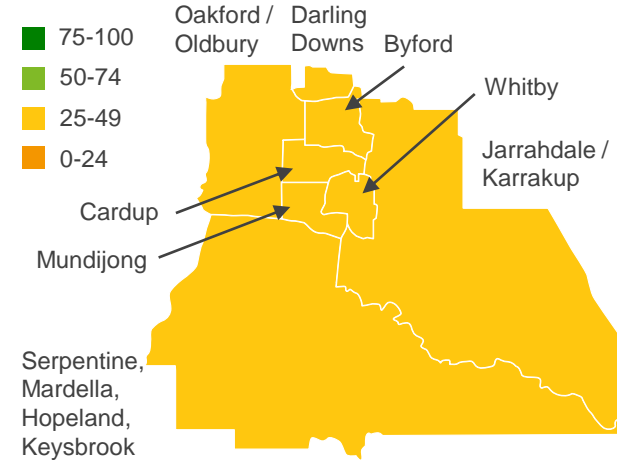 75-100
50-74
25-49
0-24
Oakford /
Oldbury
Darling
Downs
Byford
Whitby
Jarrahdale /
Karrakup
Cardup
Mundijong
Serpentine,
Mardella,
Hopeland,
Keysbrook